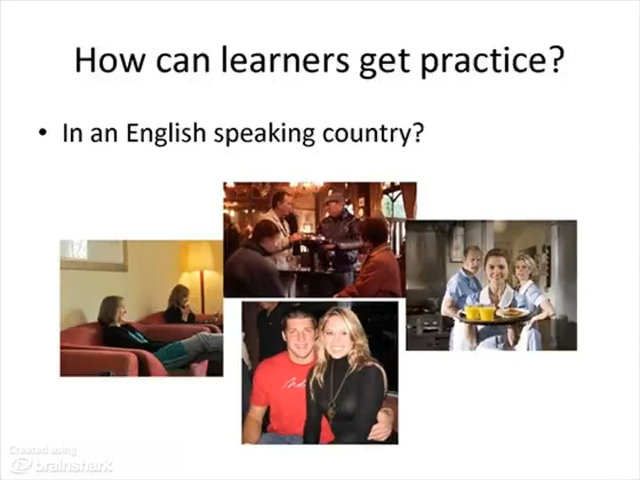 How can learners get practice?
• In an English speaking country?
Created using
brainshark